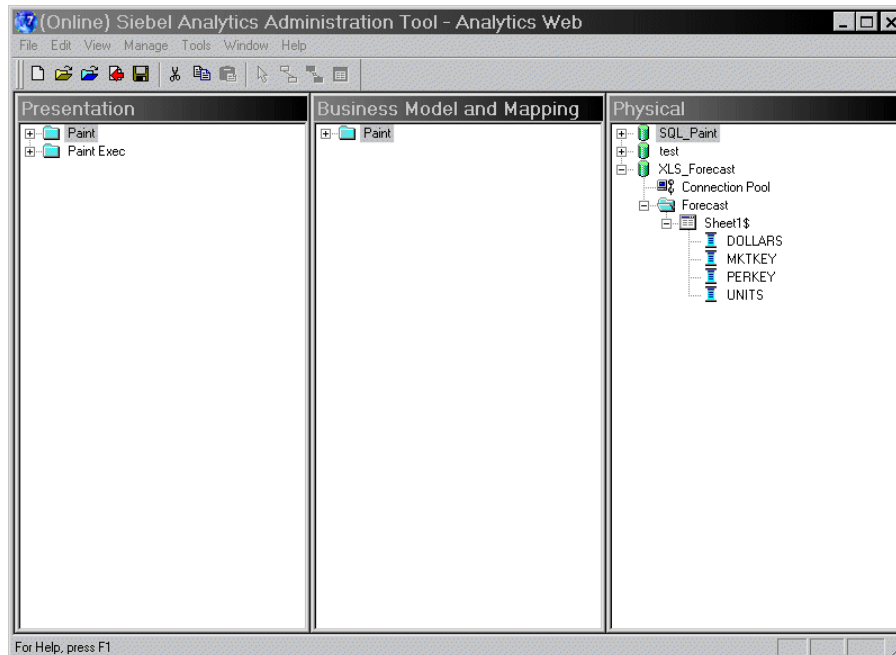 (Online) Siebel Analytics Administration Tool - Analytics Web
File Edit View Manage Tools Window Help
Presentation
Paint
Paint Exec
Business Model and Mapping
Paint
Physical
SQL_Paint
test
XLS_Forecast
Connection Pool
Forecast
Sheet1$
DOLLARS
MKTKEY
PERKEY
UNITS
For Help, press F1